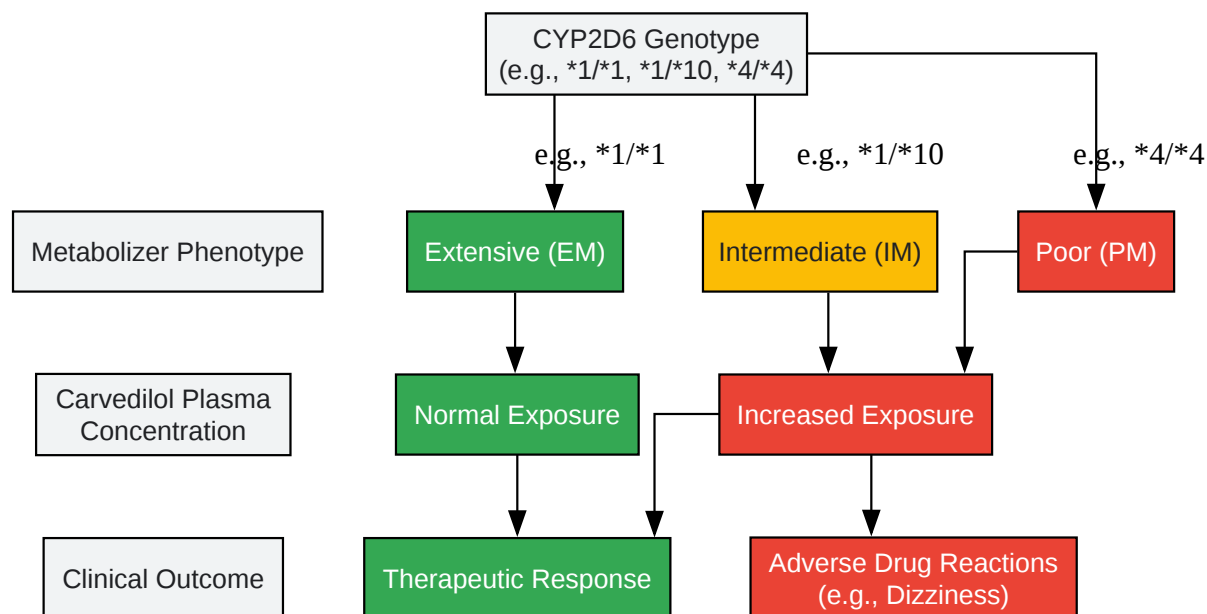 CYP2D6 Genotype
(e.g., *1/*1, *1/*10, *4/*4)
e.g., *1/*1
e.g., *1/*10
e.g., *4/*4
Metabolizer Phenotype
Extensive (EM)
Intermediate (IM)
Poor (PM)
Carvedilol Plasma
Concentration
Normal Exposure
Increased Exposure
Clinical Outcome
Therapeutic Response
Adverse Drug Reactions
(e.g., Dizziness)